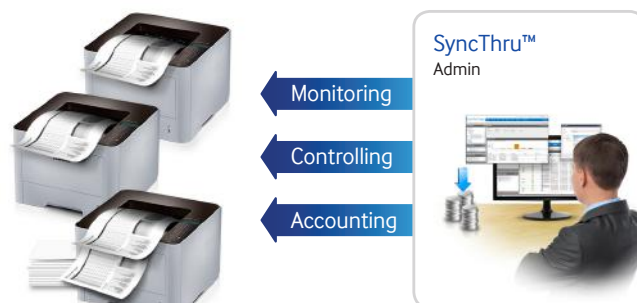 SyncThru™
Admin
Monitoring
Controlling
Accounting